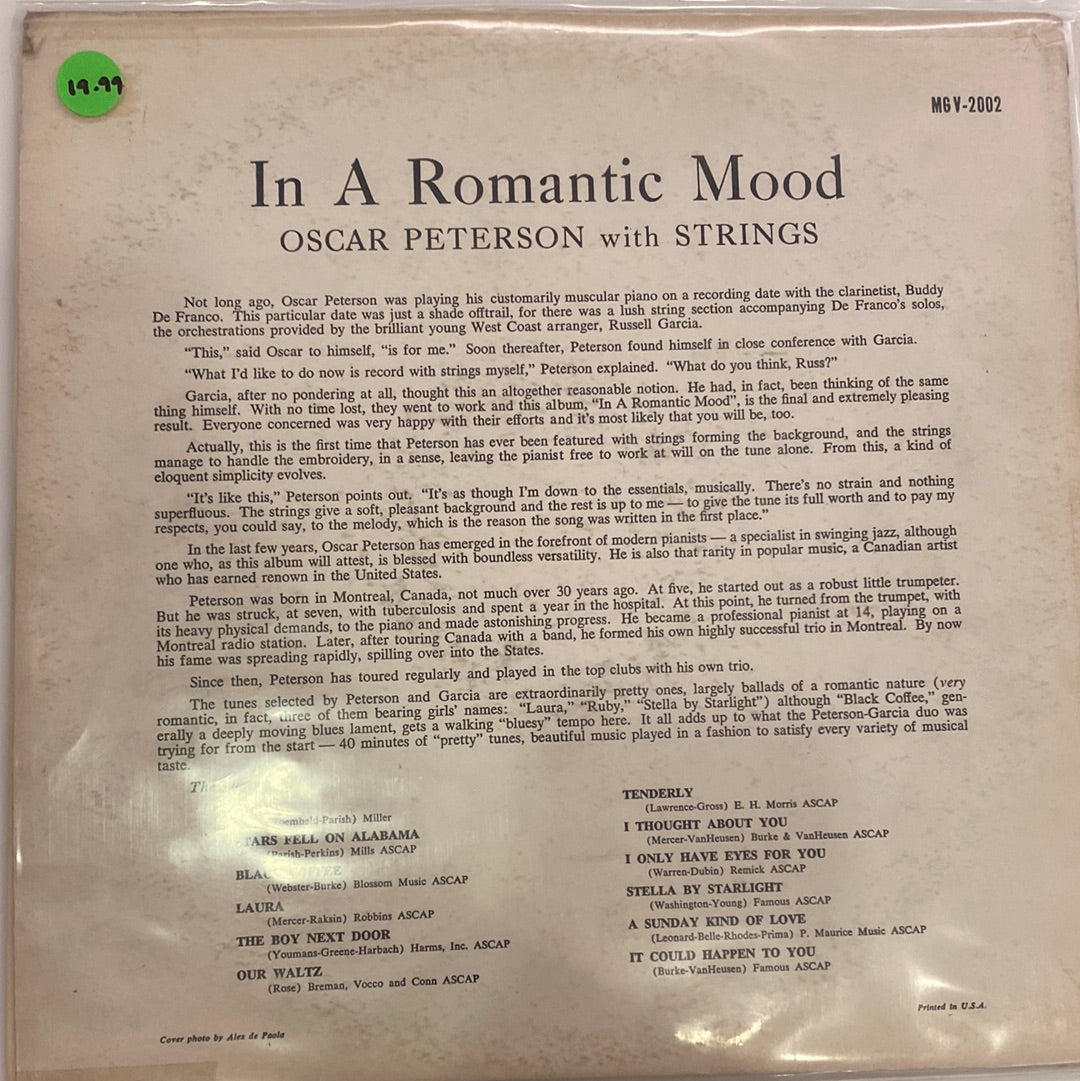 19.99
MG V-2002
In A Romantic Mood
OSCAR PETERSON with STRINGS
Not long ago, Oscar Peterson was playing his customarily muscular piano on a recording date with the clarinetist, Buddy
De Franco. This particular date was just a shade offtrail, for there was a lush string section accompanying De Franco's solos,
the orchestrations provided by the brilliant young West Coast arranger, Russell Garcia.
"This," said Oscar to himself, "is for me." Soon thereafter, Peterson found himself in close conference with Garcia.
"What I'd like to do now is record with strings myself," Peterson explained. "What do you think, Russ?"
Garcia, after no pondering at all, thought this an altogether reasonable notion. He had, in fact, been thinking of the same
thing himself. With no time lost, they went to work and this album, "In A Romantic Mood", is the final and extremely pleasing
result. Everyone concerned was very happy with their efforts and it's most likely that you will be, too.
Actually, this is the first time that Peterson has ever been featured with strings forming the background, and the strings
manage to handle the embroidery, in a sense, leaving the pianist free to work at will on the tune alone. From this, a kind of
eloquent simplicity evolves.
"It's like this," Peterson points out. "It's as though I'm down to the essentials, musically. There's no strain and nothing
superfluous. The strings give a soft, pleasant background and the rest is up to me — to give the tune its full worth and to pay my
respects, you could say, to the melody, which is the reason the song was written in the first place."
In the last few years, Oscar Peterson has emerged in the forefront of modern pianists — a specialist in swinging jazz, although
one who, as this album will attest, is blessed with boundless versatility. He is also that rarity in popular music, a Canadian artist
who has earned renown in the United States.
Peterson was born in Montreal, Canada, not much over 30 years ago. At five, he started out as a robust little trumpeter.
But he was struck, at seven, with tuberculosis and spent a year in the hospital. At this point, he turned from the trumpet, with
its heavy physical demands, to the piano and made astonishing progress. He became a professional pianist at 14, playing on a
Montreal radio station. Later, after touring Canada with a band, he formed his own highly successful trio in Montreal. By now
his fame was spreading rapidly, spilling over into the States.
Since then, Peterson has toured regularly and played in the top clubs with his own trio.
The tunes selected by Peterson and Garcia are extraordinarily pretty ones, largely ballads of a romantic nature (very
romantic, in fact, three of them bearing girls' names: "Laura," "Ruby," "Stella by Starlight") although "Black Coffee," gen-
erally a deeply moving blues lament, gets a walking "bluesy" tempo here. It all adds up to what the Peterson-Garcia duo was
trying for from the start — 40 minutes of "pretty" tunes, beautiful music played in a fashion to satisfy every variety of musical
taste.
Miller
FELL ON ALABAMA
(Parish-Perkins) Mills ASCAP
(Webster-Burke) Blossom Music ASCAP
LAURA
(Mercer-Raksin) Robbins ASCAP
THE BOY NEXT DOOR
(Youmans-Greene-Harbach) Harms, Inc. ASCAP
OUR WALTZ
(Rose) Breman, Vocco and Conn ASCAP
TENDERLY
(Lawrence-Gross) E. H. Morris ASCAP
I THOUGHT ABOUT YOU
(Mercer-VanHeusen) Burke & VanHeusen ASCAP
I ONLY HAVE EYES FOR YOU
(Warren-Dubin) Remick ASCAP
STELLA BY STARLIGHT
(Washington-Young) Famous ASCAP
A SUNDAY KIND OF LOVE
(Leonard-Belle-Rhodes-Prima) P. Maurice Music ASCAP
IT COULD HAPPEN TO YOU
(Burke-VanHeusen) Famous ASCAP
Printed in U.S.A.
Cover photo by Alex de Paola